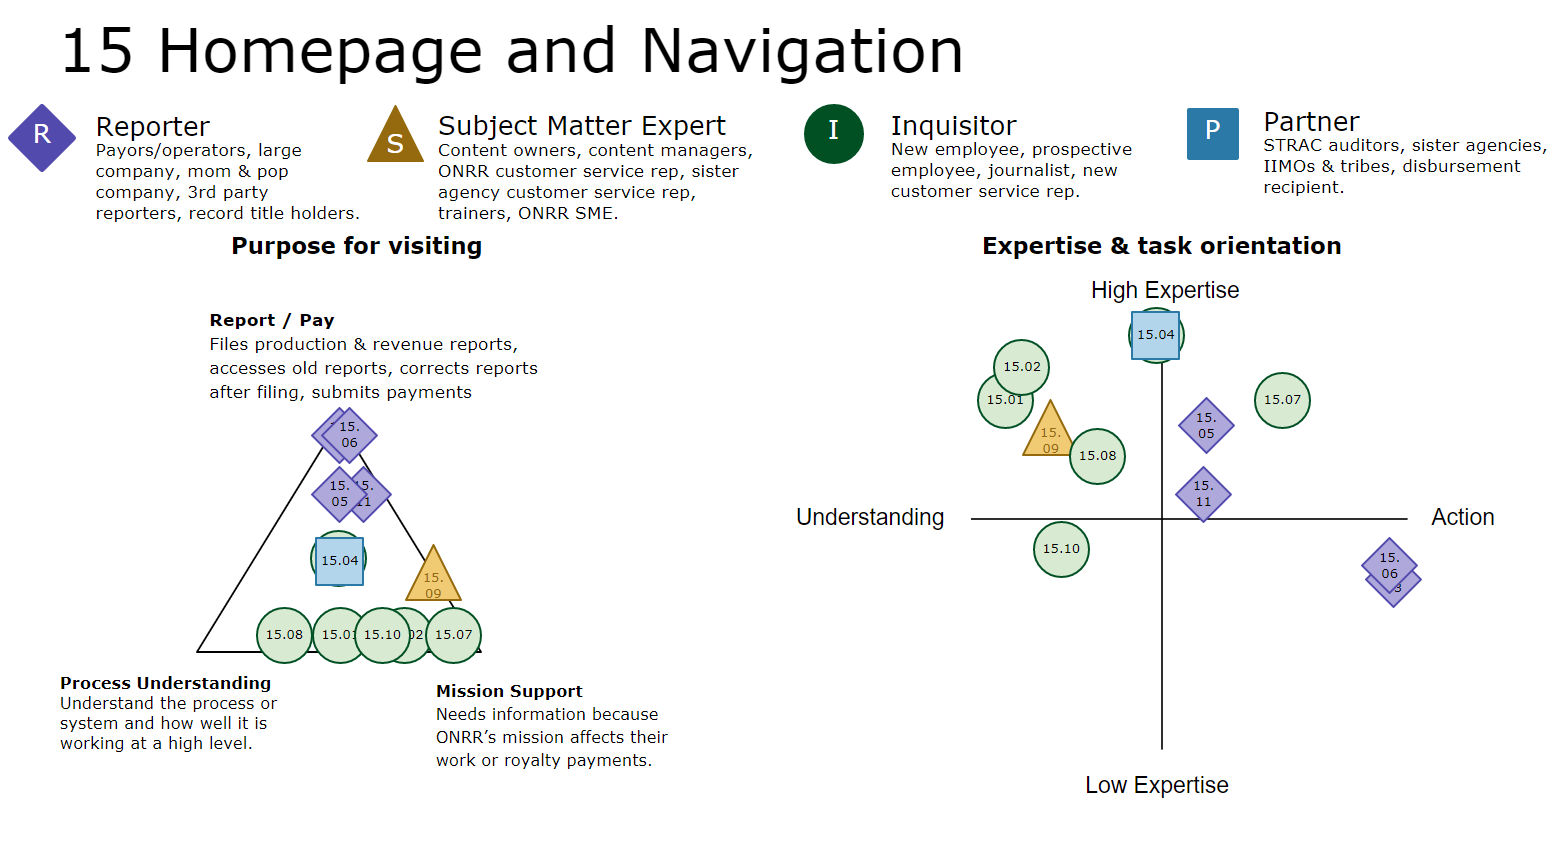 15 Homepage and Navigation
R
Reporter
Payors/operators, large
company, mom & pop
company, 3rd party
reporters, record title holders.
S
Subject Matter Expert
Content owners, content managers,
ONRR customer service rep, sister
agency customer service rep,
trainers, ONRR SME.
I
Inquisitor
New employee, prospective
employee, journalist, new
customer service rep.
P
Partner
STRAC auditors, sister agencies,
IIMOs & tribes, disbursement
recipient.
Purpose for visiting
Report / Pay
Files production & revenue reports,
accesses old reports, corrects reports
after filing, submits payments
15.
06
15.
05
5.
11
15.04
15.
09
15.08
15.01
15.10
02
15.07
Process Understanding
Understand the process or
system and how well it is
working at a high level.
Mission Support
Needs information because
ONRR’s mission affects their
work or royalty payments.
Expertise & task orientation
High Expertise
15.04
15.02
15.01
15.07
15.
05
15.
09
15.08
15.
11
Understanding
Action
15.10
15.
06
3
Low Expertise